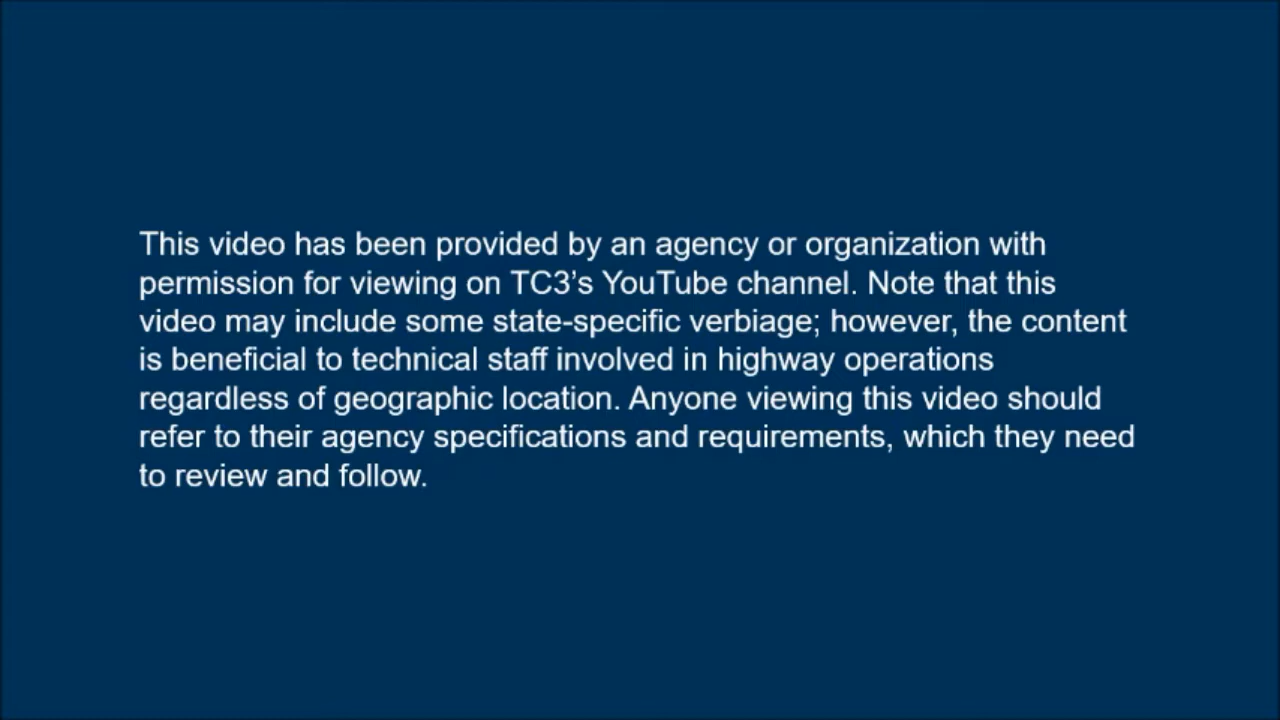 This video has been provided by an agency or organization with
permission for viewing on TC3’s YouTube channel. Note that this
video may include some state-specific verbiage; however, the content
is beneficial to technical staff involved in highway operations
regardless of geographic location. Anyone viewing this video should
refer to their agency specifications and requirements, which they need
to review and follow.